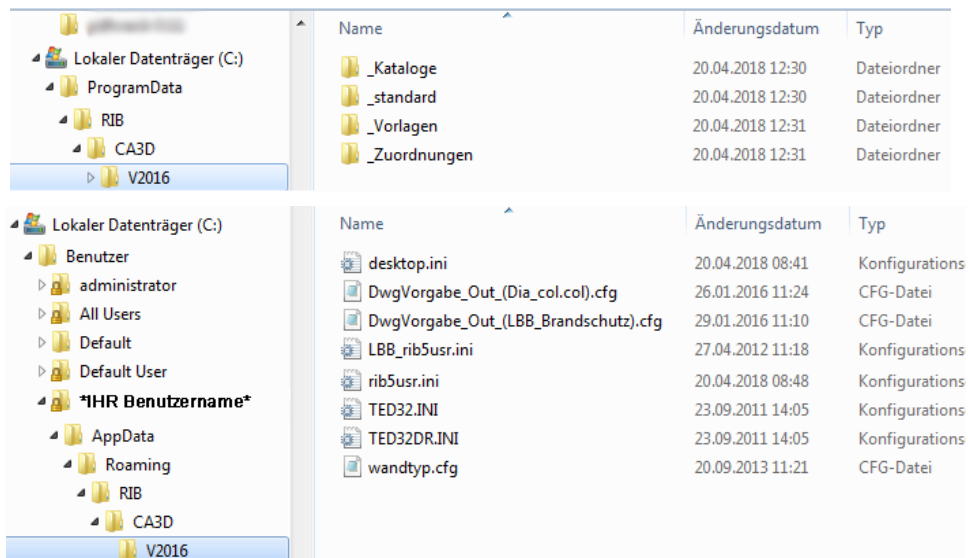 Name Änderungsdatum Typ
Lokaler Datenträger (C:)
ProgramData
RIB
CA3D
V2016
_Kataloge 20.04.2018 12:30 Dateiordner
_standard 20.04.2018 12:30 Dateiordner
_Vorlagen 20.04.2018 12:31 Dateiordner
_Zuordnungen 20.04.2018 12:31 Dateiordner
Lokaler Datenträger (C:)
Benutzer
administrator
All Users
Default
Default User
*IHR Benutzername*
AppData
Roaming
RIB
CA3D
V2016
Name Änderungsdatum Typ
desktop.ini 20.04.2018 08:41 Konfigurations
DwgVorgabe_Out_(Dia_col.col).cfg 26.01.2016 11:24 CFG-Datei
DwgVorgabe_Out_(LBB_Brandschutz).cfg 29.01.2016 11:10 CFG-Datei
LBB_rib5usr.ini 27.04.2012 11:18 Konfigurations
rib5usr.ini 20.04.2018 08:48 Konfigurations
TED32.INI 23.09.2011 14:05 Konfigurations
TED32DR.INI 23.09.2011 14:05 Konfigurations
wandtyp.cfg 20.09.2013 11:21 CFG-Datei